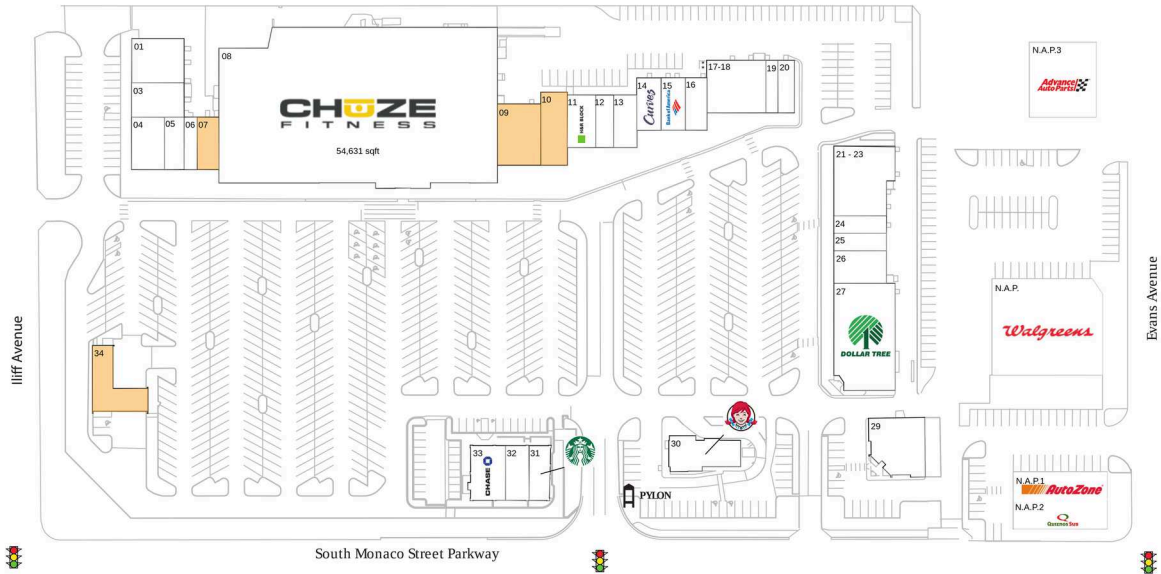 01
03
04
05
06
07
08
CHUZE
FITNESS
54,631 sqft
09
10
11
H&R BLOCK
12
13
14
Curves
15
Bank of America
16
17-18
19
20
N.A.P.3
Advance
Auto Parts
21 - 23
24
25
26
27
DOLLAR TREE
N.A.P.
Walgreens
Iliff Avenue
Evans Avenue
34
33
CHASE
32
31
30
29
PYLON
N.A.P.1
AutoZone
N.A.P.2
Quiznos Sub
South Monaco Street Parkway